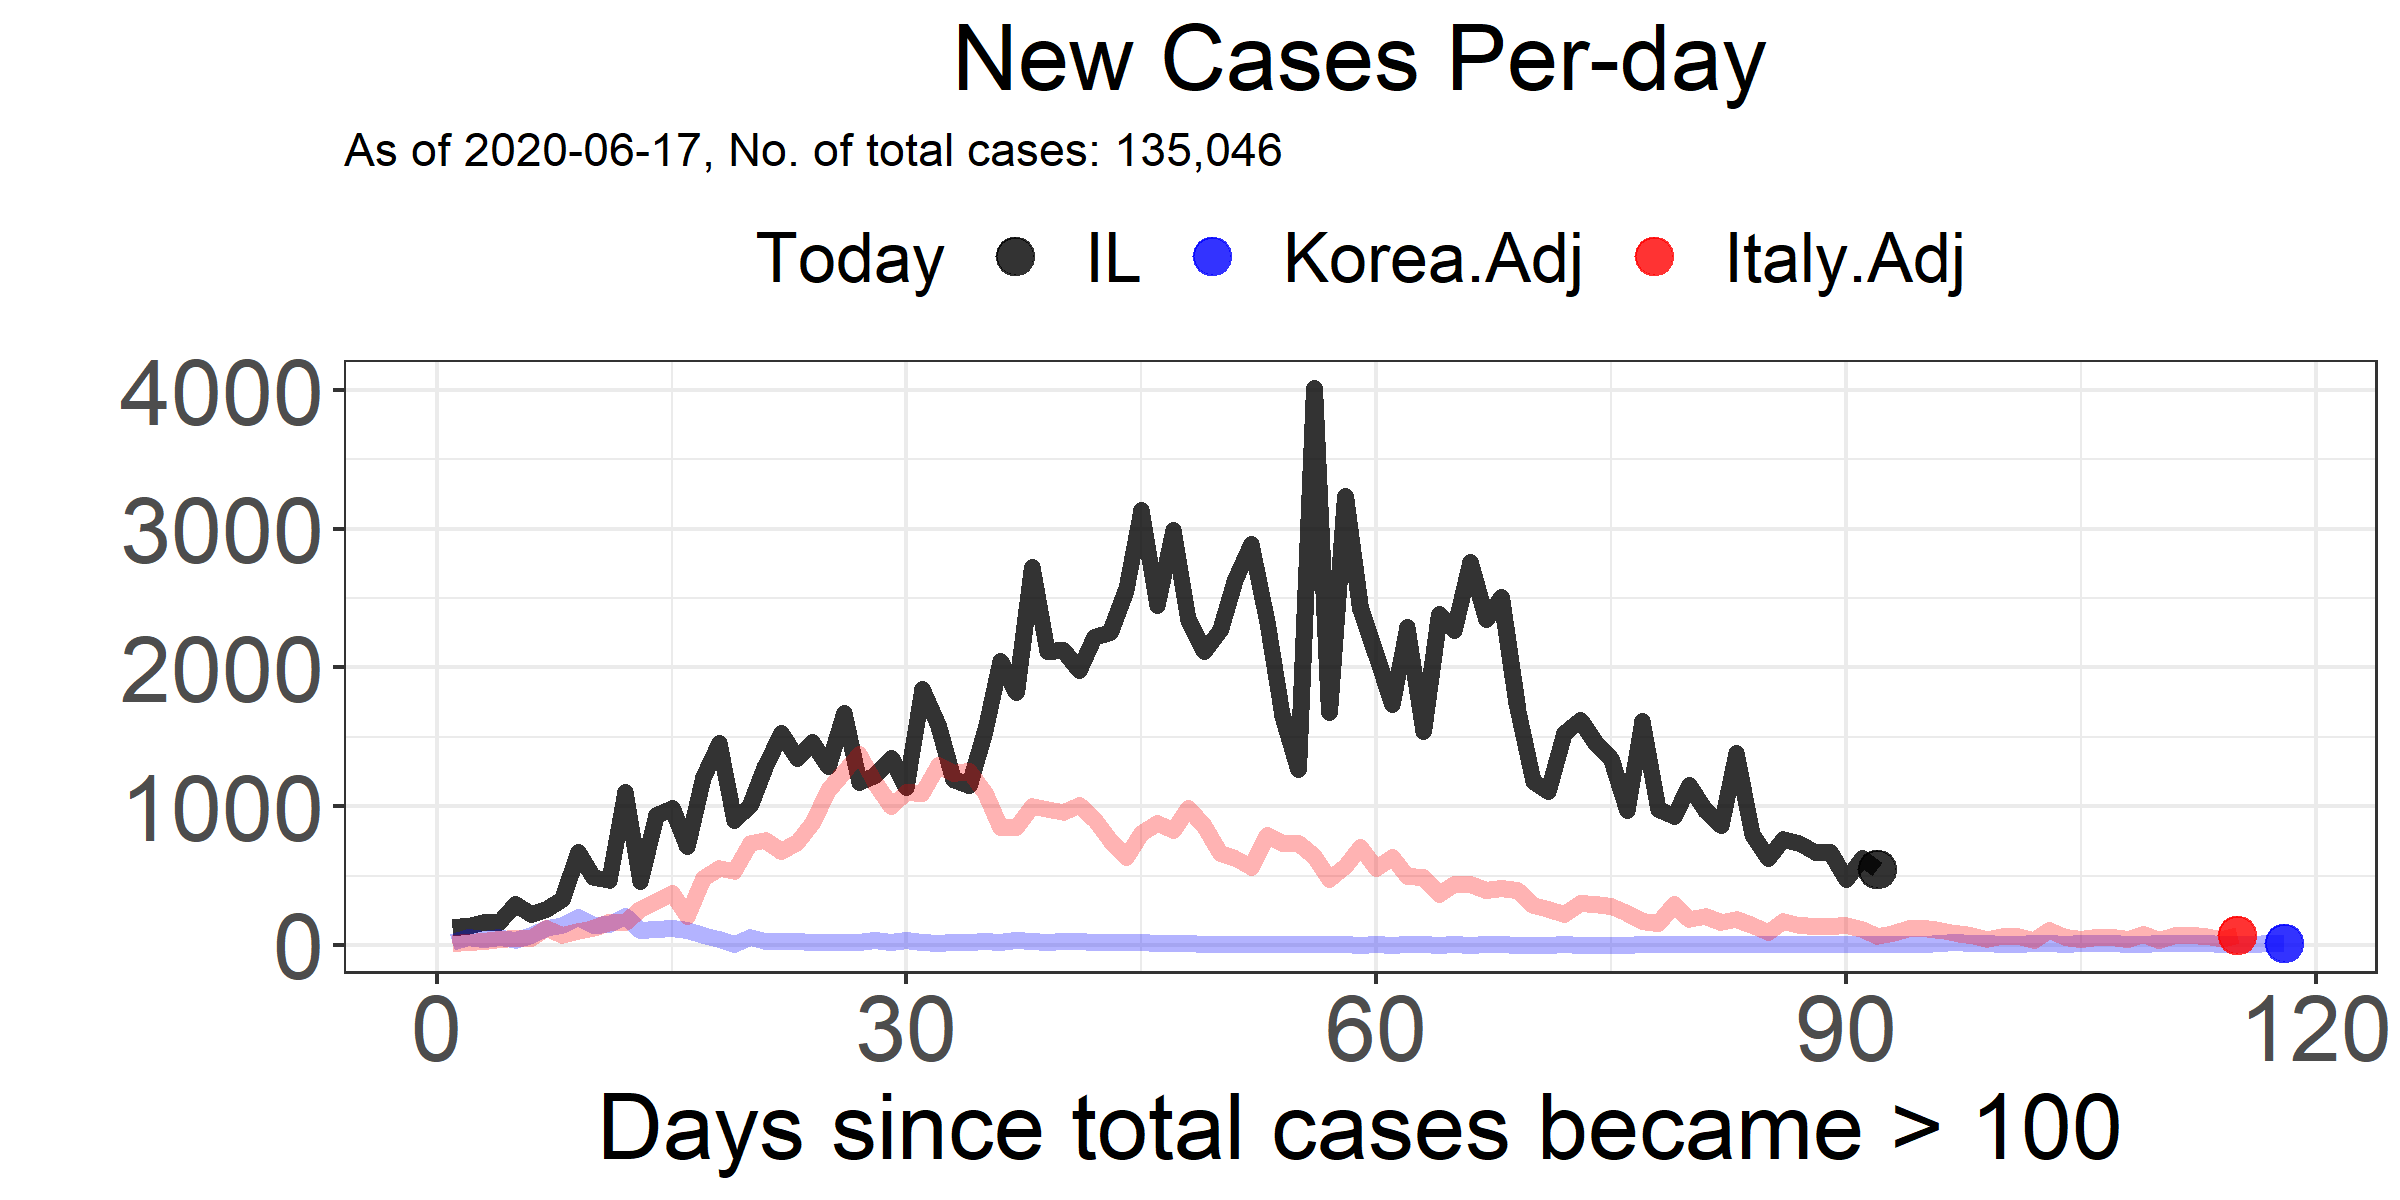 New Cases Per-day
As of 2020-06-17, No. of total cases: 135,046
Today IL Korea.Adj Italy.Adj
4000
3000
2000
1000
0
0 30 60 90 120
Days since total cases became > 100